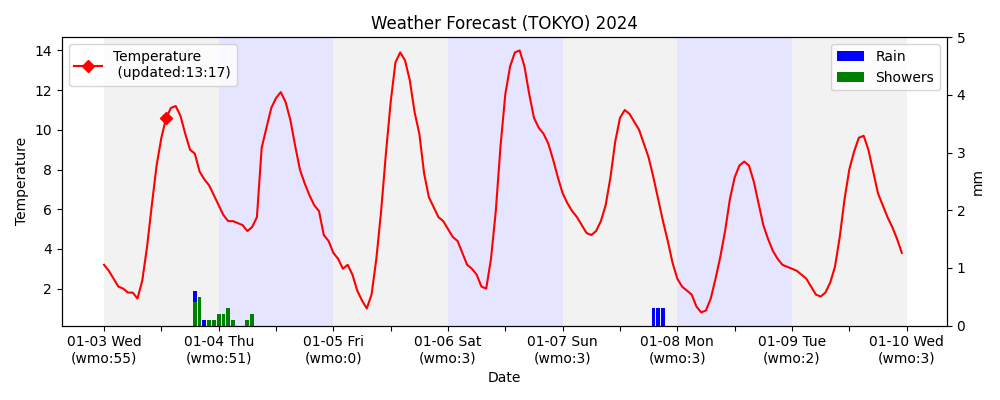 Weather Forecast (TOKYO) 2024
Temperature
(updated:13:17)
Rain
Showers
14
12
10
8
6
4
2
Temperature
5
4
3
2
1
0
mm
01-03 Wed 01-04 Thu 01-05 Fri 01-06 Sat 01-07 Sun 01-08 Mon 01-09 Tue 01-10 Wed
(wmo:55) (wmo:51) (wmo:0) (wmo:3) (wmo:3) (wmo:3) (wmo:2) (wmo:3)
Date